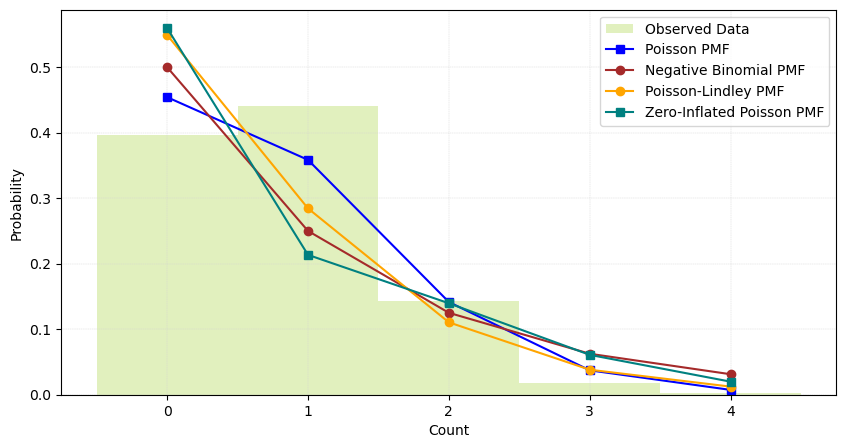 Observed Data
Poisson PMF
Negative Binomial PMF
Poisson-Lindley PMF
Zero-Inflated Poisson PMF
Probability
0.5
0.4
0.3
0.2
0.1
0.0
0 1 2 3 4
Count